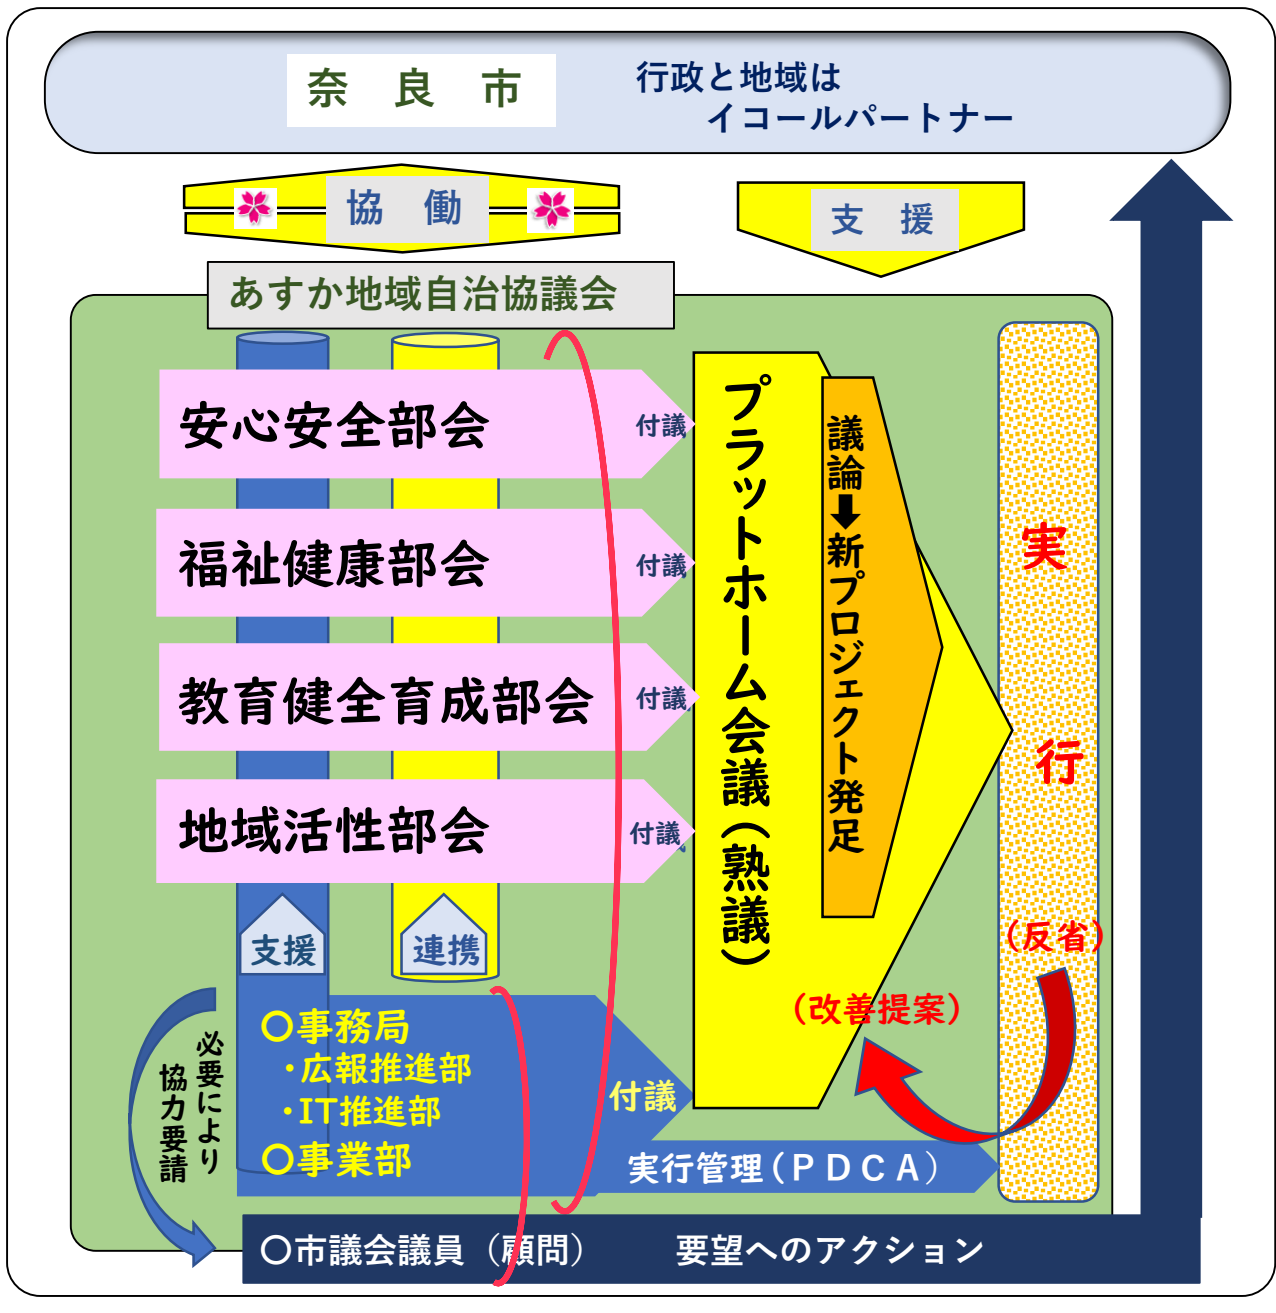 奈　良　市
行政と地域は
イコールパートナー
協　働
支　援
あすか地域自治協議会
安心安全部会
付議
福祉健康部会
付議
教育健全育成部会
付議
地域活性部会
付議
プラットホーム会議（熟議）
議論➡新プロジェクト発足
実行
（反省）
（改善提案）
支援
連携
〇事務局
・広報推進部
・IT推進部
〇事業部
付議
必要により
協力要請
実行管理（ＰＤＣＡ）
〇市議会議員（顧問）　　要望へのアクション